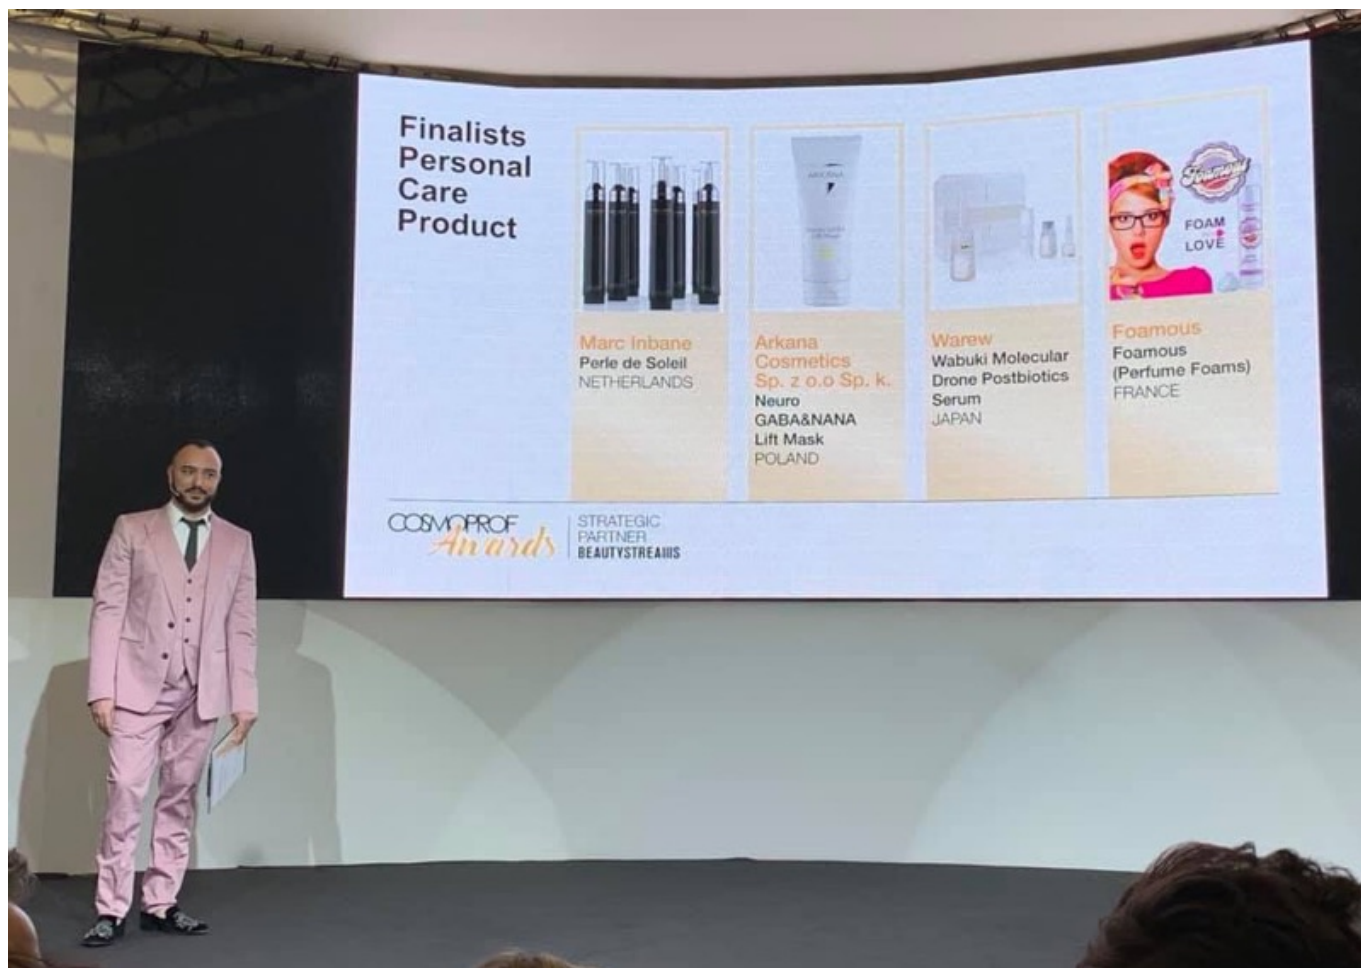 Finalists
Personal
Care
Product
ARKANA
Foamous
FOAM
LOVE
Marc Inbane
Perle de Soleil
NETHERLANDS
Arkana
Cosmetics
Sp. z o.o Sp. k.
Neuro
GABA&NANA
Lift Mask
POLAND
Warew
Wabuki Molecular
Drone Postbiotics
Serum
JAPAN
Foamous
Foamous
(Perfume Foams)
FRANCE
COSMOPROF
Awards
STRATEGIC
PARTNER
BEAUTYSTREAMS